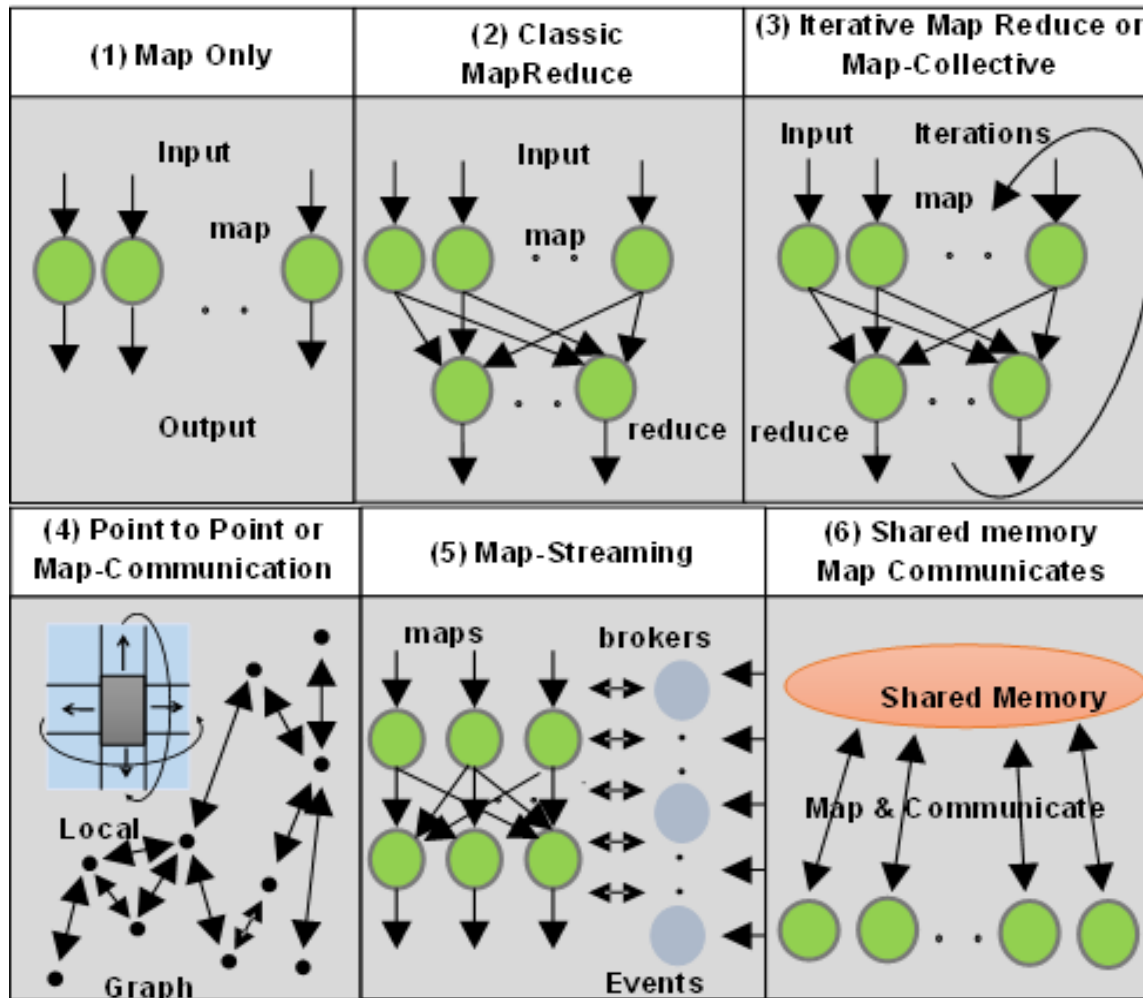 (1) Map Only
Input
map
Output
(2) Classic
MapReduce
Input
map
reduce
(3) Iterative Map Reduce or
Map-Collective
Input Iterations
map
reduce
(4) Point to Point or
Map-Communication
Local
Graph
(5) Map-Streaming
maps brokers
Events
(6) Shared memory
Map Communicates
Shared Memory
Map & Communicate